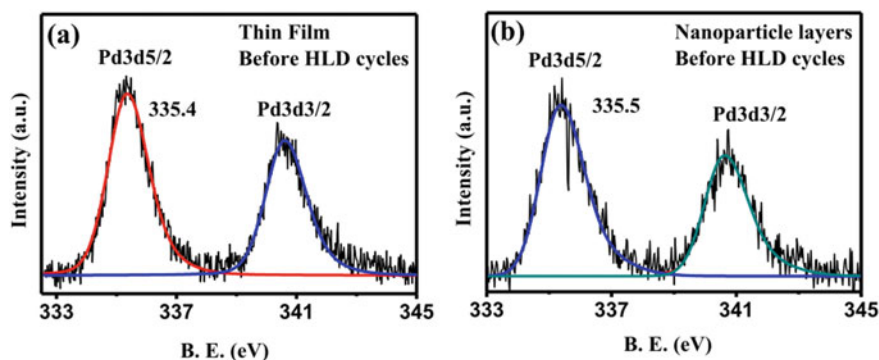 (a)
Thin Film
Before HLD cycles
Pd3d5/2
335.4
Pd3d3/2
Intensity (a.u.)
333
337
341
345
B. E. (eV)
(b)
Nanoparticle layers
Before HLD cycles
Pd3d5/2
335.5
Pd3d3/2
Intensity (a.u.)
333
337
341
345
B. E. (eV)